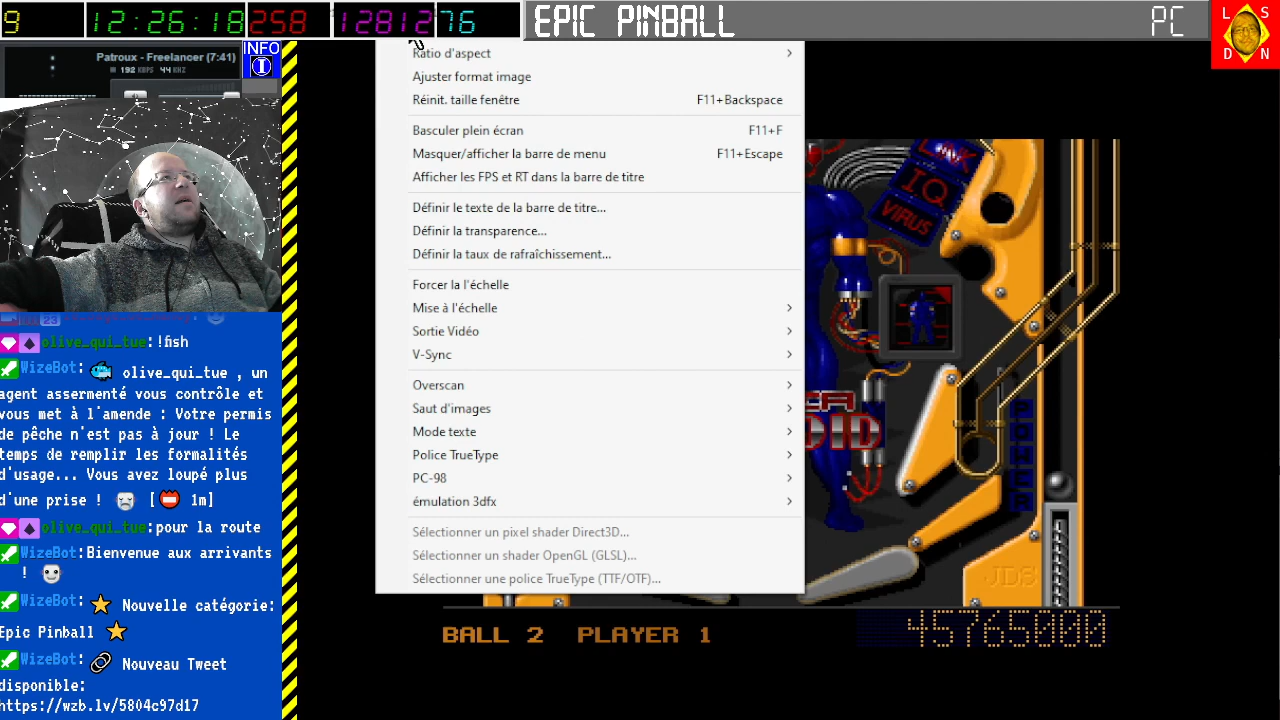 9 12:26:18 258 12812 76 EPIC PINBALL PC
L S
D N
INFO
Patroux - Freelancer (7:41)
192 KBPS 44 KHZ
Ratio d'aspect
Ajuster format image
Réinit. taille fenêtre F11+Backspace
Basculer plein écran F11+F
Masquer/afficher la barre de menu F11+Escape
Afficher les FPS et RT dans la barre de titre
Définir le texte de la barre de titre...
Définir la transparence...
Définir la taux de rafraîchissement...
Forcer la l'échelle
Mise à l'échelle
Sortie Vidéo
V-Sync
Overscan
Saut d'images
Mode texte
Police TrueType
PC-98
émulation 3dfx
Sélectionner un pixel shader Direct3D...
Sélectionner un shader OpenGL (GLSL)...
Sélectionner une police TrueType (TTF/OTF)...
LINK
IQ
VIRUS
POWER
JDS
BALL 2 PLAYER 1
45765000
23
olive_qui_tue: !fish
WizeBot: olive_qui_tue , un
agent assermenté vous contrôle et
vous met à l'amende : Votre permis
de pêche n'est pas à jour ! Le
temps de remplir les formalités
d'usage... Vous avez loupé plus
d'une prise ! [ 1m]
olive_qui_tue: pour la route
WizeBot: Bienvenue aux arrivants
!
WizeBot: Nouvelle catégorie:
Epic Pinball
WizeBot: Nouveau Tweet
disponible:
https://wzb.lv/5804c97d17